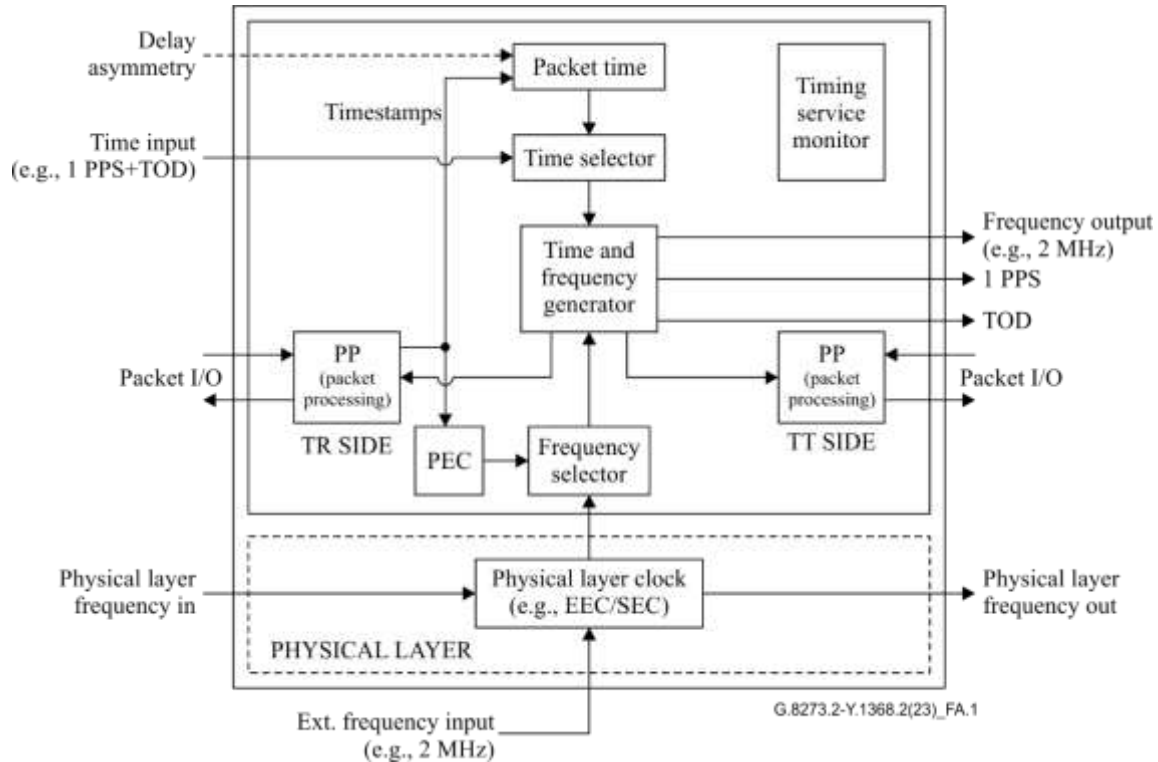 Delay
asymmetry
Packet time
Timing
service
monitor
Timestamps
Time input
(e.g., 1 PPS+TOD)
Time selector
Time and
frequency
generator
Frequency output
(e.g., 2 MHz)
1 PPS
TOD
Packet I/O
PP
(packet
processing)
TR SIDE
PP
(packet
processing)
TT SIDE
Packet I/O
PEC
Frequency
selector
Physical layer
frequency in
Physical layer clock
(e.g., EEC/SEC)
Physical layer
frequency out
PHYSICAL LAYER
Ext. frequency input
(e.g., 2 MHz)
G.8273.2-Y.1368.2(23)_FA.1